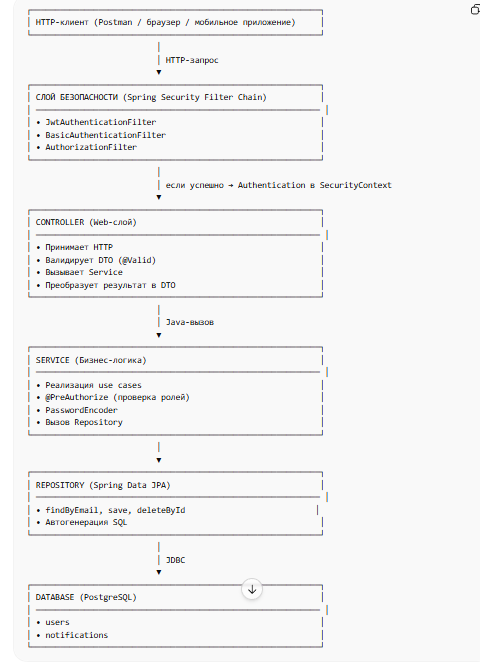 HTTP-клиент (Postman / браузер / мобильное приложение)
HTTP-запрос
СЛОЙ БЕЗОПАСНОСТИ (Spring Security Filter Chain)
• JwtAuthenticationFilter
• BasicAuthenticationFilter
• AuthorizationFilter
если успешно → Authentication в SecurityContext
CONTROLLER (Web-слой)
• Принимает HTTP
• Валидирует DTO (@Valid)
• Вызывает Service
• Преобразует результат в DTO
Java-вызов
SERVICE (Бизнес-логика)
• Реализация use cases
• @PreAuthorize (проверка ролей)
• PasswordEncoder
• Вызов Repository
REPOSITORY (Spring Data JPA)
• findByEmail, save, deleteById
• Автогенерация SQL
JDBC
DATABASE (PostgreSQL)
• users
• notifications